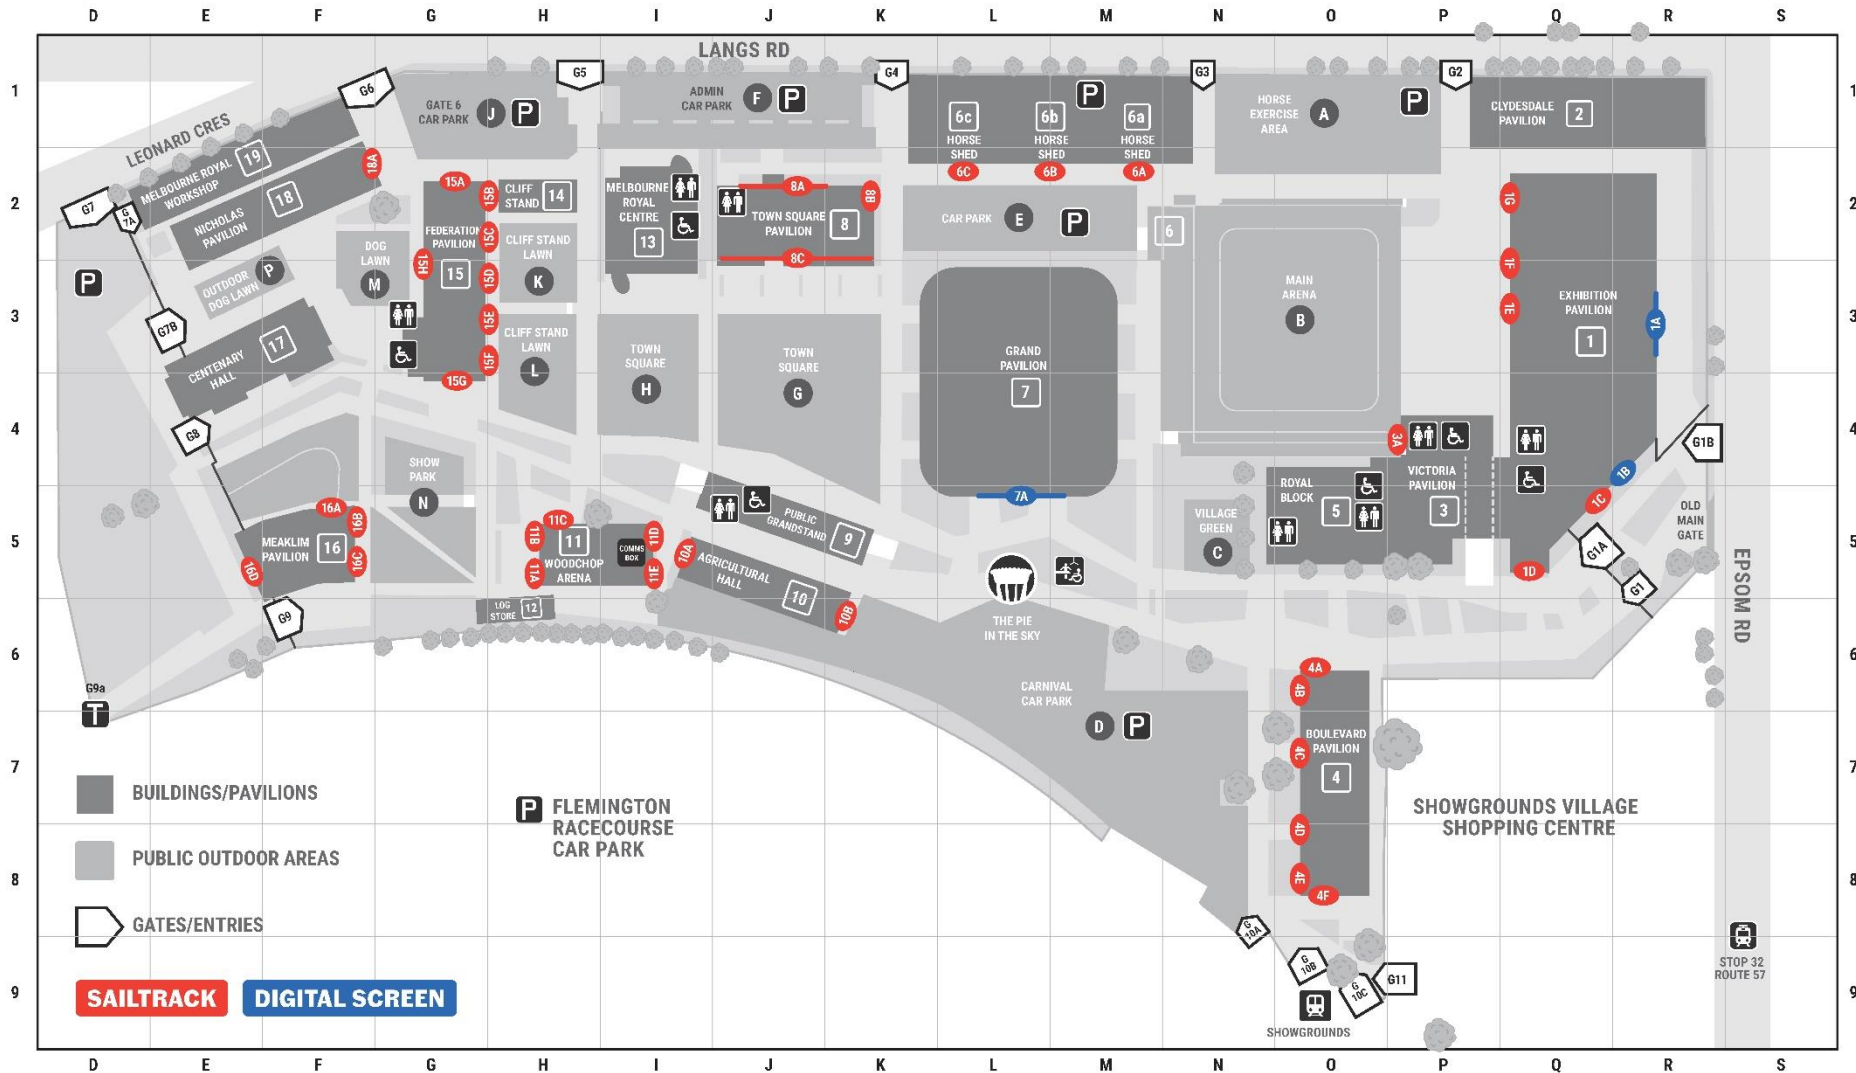 D E F G H I J K L M N O P Q R S
LANGS RD
1
G6
G5
G4
G3
G2
GATE 6
CAR PARK
J
P
ADMIN
CAR PARK
F
P
6c
HORSE
SHED
6b
HORSE
SHED
P
6a
HORSE
SHED
HORSE
EXERCISE
AREA
A
P
CLYDESDALE
PAVILION
2
1
LEONARD CRES
MELBOURNE ROYAL
WORKSHOP
19
NICHOLAS
PAVILION
18
18A
15A
15B
CLIFF
STAND
14
MELBOURNE
ROYAL
CENTRE
13
8A
8B
TOWN SQUARE
PAVILION
8
8C
6C
6B
6A
CAR PARK
E
P
6
1G
2
G7
G
7A
2
FEDERATION
PAVILION
15
15C
15H
15D
CLIFF STAND
LAWN
K
DOG
LAWN
M
OUTDOOR
DOG LAWN
P
P
MAIN
ARENA
B
1F
1E
EXHIBITION
PAVILION
1
1A
3
G7B
CENTENARY
HALL
17
15E
15F
15G
CLIFF STAND
LAWN
L
TOWN
SQUARE
H
TOWN
SQUARE
G
GRAND
PAVILION
7
3
4
G8
SHOW
PARK
N
7A
3A
VICTORIA
PAVILION
3
ROYAL
BLOCK
5
1B
1C
G1B
4
OLD
MAIN
GATE
16A
16B
MEAKLIM
PAVILION
16
16C
16D
11C
11B
11
11D
COMMS
BOX
WOODCHOP
ARENA
11A
11E
PUBLIC
GRANDSTAND
9
10A
AGRICULTURAL
HALL
10
10B
VILLAGE
GREEN
C
1D
G1A
G1
5
5
LOG
STORE
12
G9
THE PIE
IN THE SKY
EPSOM RD
6
6
G9a
T
CARNIVAL
CAR PARK
D
P
4A
4B
4C
BOULEVARD
PAVILION
4
4D
4E
4F
7
7
BUILDINGS/PAVILIONS
P
FLEMINGTON
RACECOURSE
CAR PARK
SHOWGROUNDS VILLAGE
SHOPPING CENTRE
PUBLIC OUTDOOR AREAS
8
8
GATES/ENTRIES
G
10A
G
10B
G
10C
G11
STOP 32
ROUTE 57
SAILTRACK
DIGITAL SCREEN
SHOWGROUNDS
9
9
D E F G H I J K L M N O P Q R S